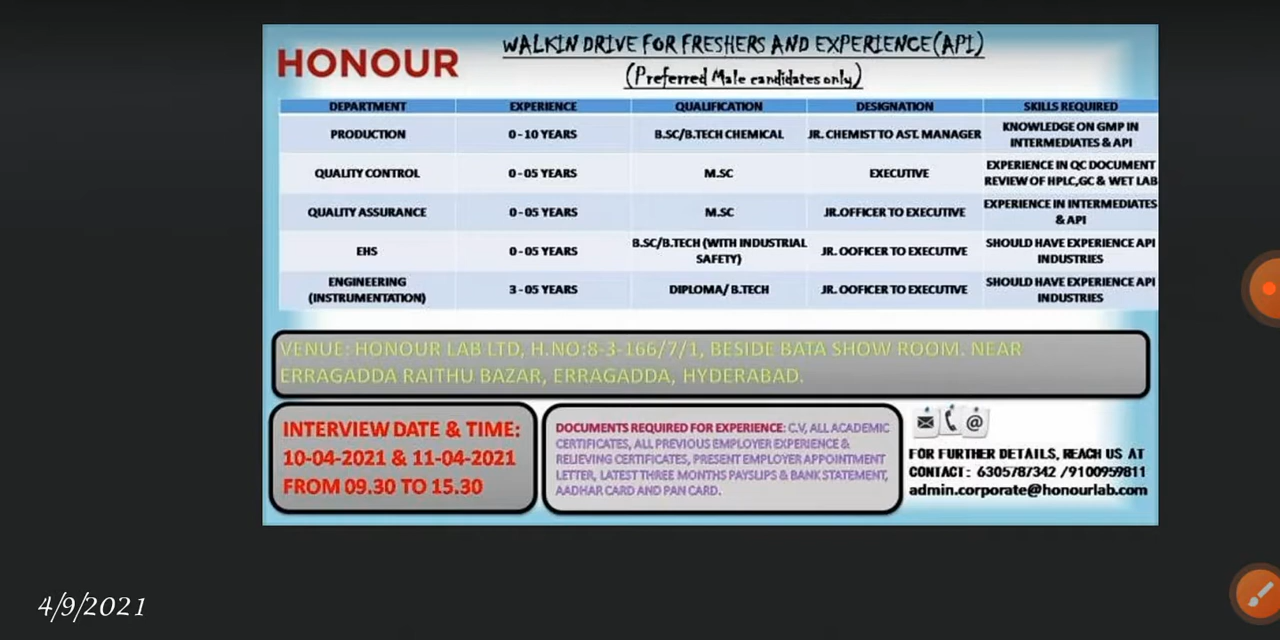 HONOUR
WALKIN DRIVE FOR FRESHERS AND EXPERIENCE(API)
(Preferred Male candidates only)
DEPARTMENT EXPERIENCE QUALIFICATION DESIGNATION SKILLS REQUIRED
PRODUCTION 0-10 YEARS B.SC/B.TECH CHEMICAL JR. CHEMIST TO AST. MANAGER KNOWLEDGE ON GMP IN
INTERMEDIATES & API
QUALITY CONTROL 0-05 YEARS M.SC EXECUTIVE EXPERIENCE IN QC DOCUMENT
REVIEW OF HPLC,GC & WET LAB
QUALITY ASSURANCE 0-05 YEARS M.SC JR.OFFICER TO EXECUTIVE EXPERIENCE IN INTERMEDIATES
& API
EHS 0-05 YEARS B.SC/B.TECH (WITH INDUSTRIAL
SAFETY) JR. OOFICER TO EXECUTIVE SHOULD HAVE EXPERIENCE API
INDUSTRIES
ENGINEERING
(INSTRUMENTATION) 3-05 YEARS DIPLOMA/ B.TECH JR. OOFICER TO EXECUTIVE SHOULD HAVE EXPERIENCE API
INDUSTRIES
VENUE: HONOUR LAB LTD, H.NO:8-3-166/7/1, BESIDE BATA SHOW ROOM. NEAR
ERRAGADDA RAITHU BAZAR, ERRAGADDA, HYDERABAD.
INTERVIEW DATE & TIME:
10-04-2021 & 11-04-2021
FROM 09.30 TO 15.30
DOCUMENTS REQUIRED FOR EXPERIENCE: C.V, ALL ACADEMIC
CERTIFICATES, ALL PREVIOUS EMPLOYER EXPERIENCE &
RELIEVING CERTIFICATES, PRESENT EMPLOYER APPOINTMENT
LETTER, LATEST THREE MONTHS PAYSLIPS & BANK STATEMENT,
AADHAR CARD AND PAN CARD.
FOR FURTHER DETAILS, REACH US AT
CONTACT: 6305787342 /9100959811
admin.corporate@honourlab.com
4/9/2021